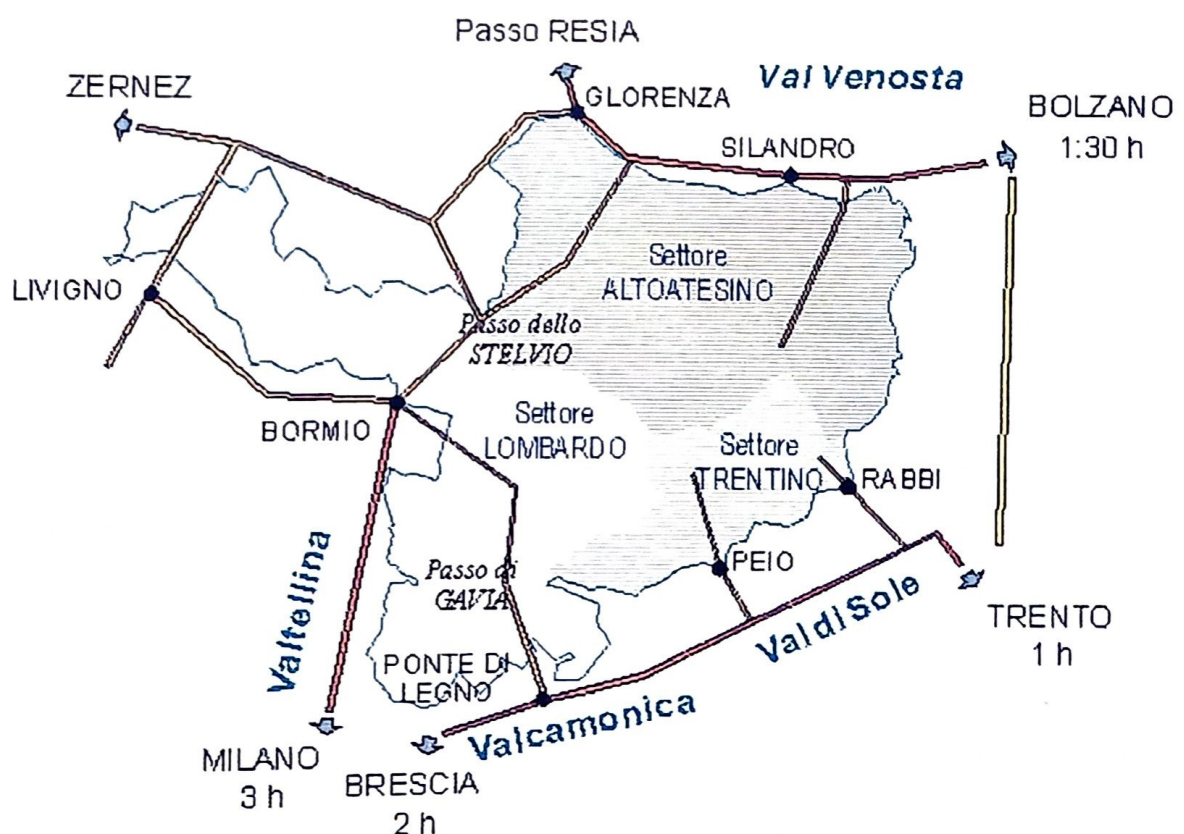 Passo RESIA
Val Venosta
ZERNEZ
GLORENZA
BOLZANO
1:30 h
SILANDRO
Settore
ALTOATESINO
LIVIGNO
Passo dello
STELVIO
BORMIO
Settore
LOMBARDO
Settore
TRENTINO
RABBI
Valtellina
Passo di
GAVIA
PEIO
Val di Sole
TRENTO
1 h
PONTE DI
LEGNO
Valcamonica
MILANO
3 h
BRESCIA
2 h